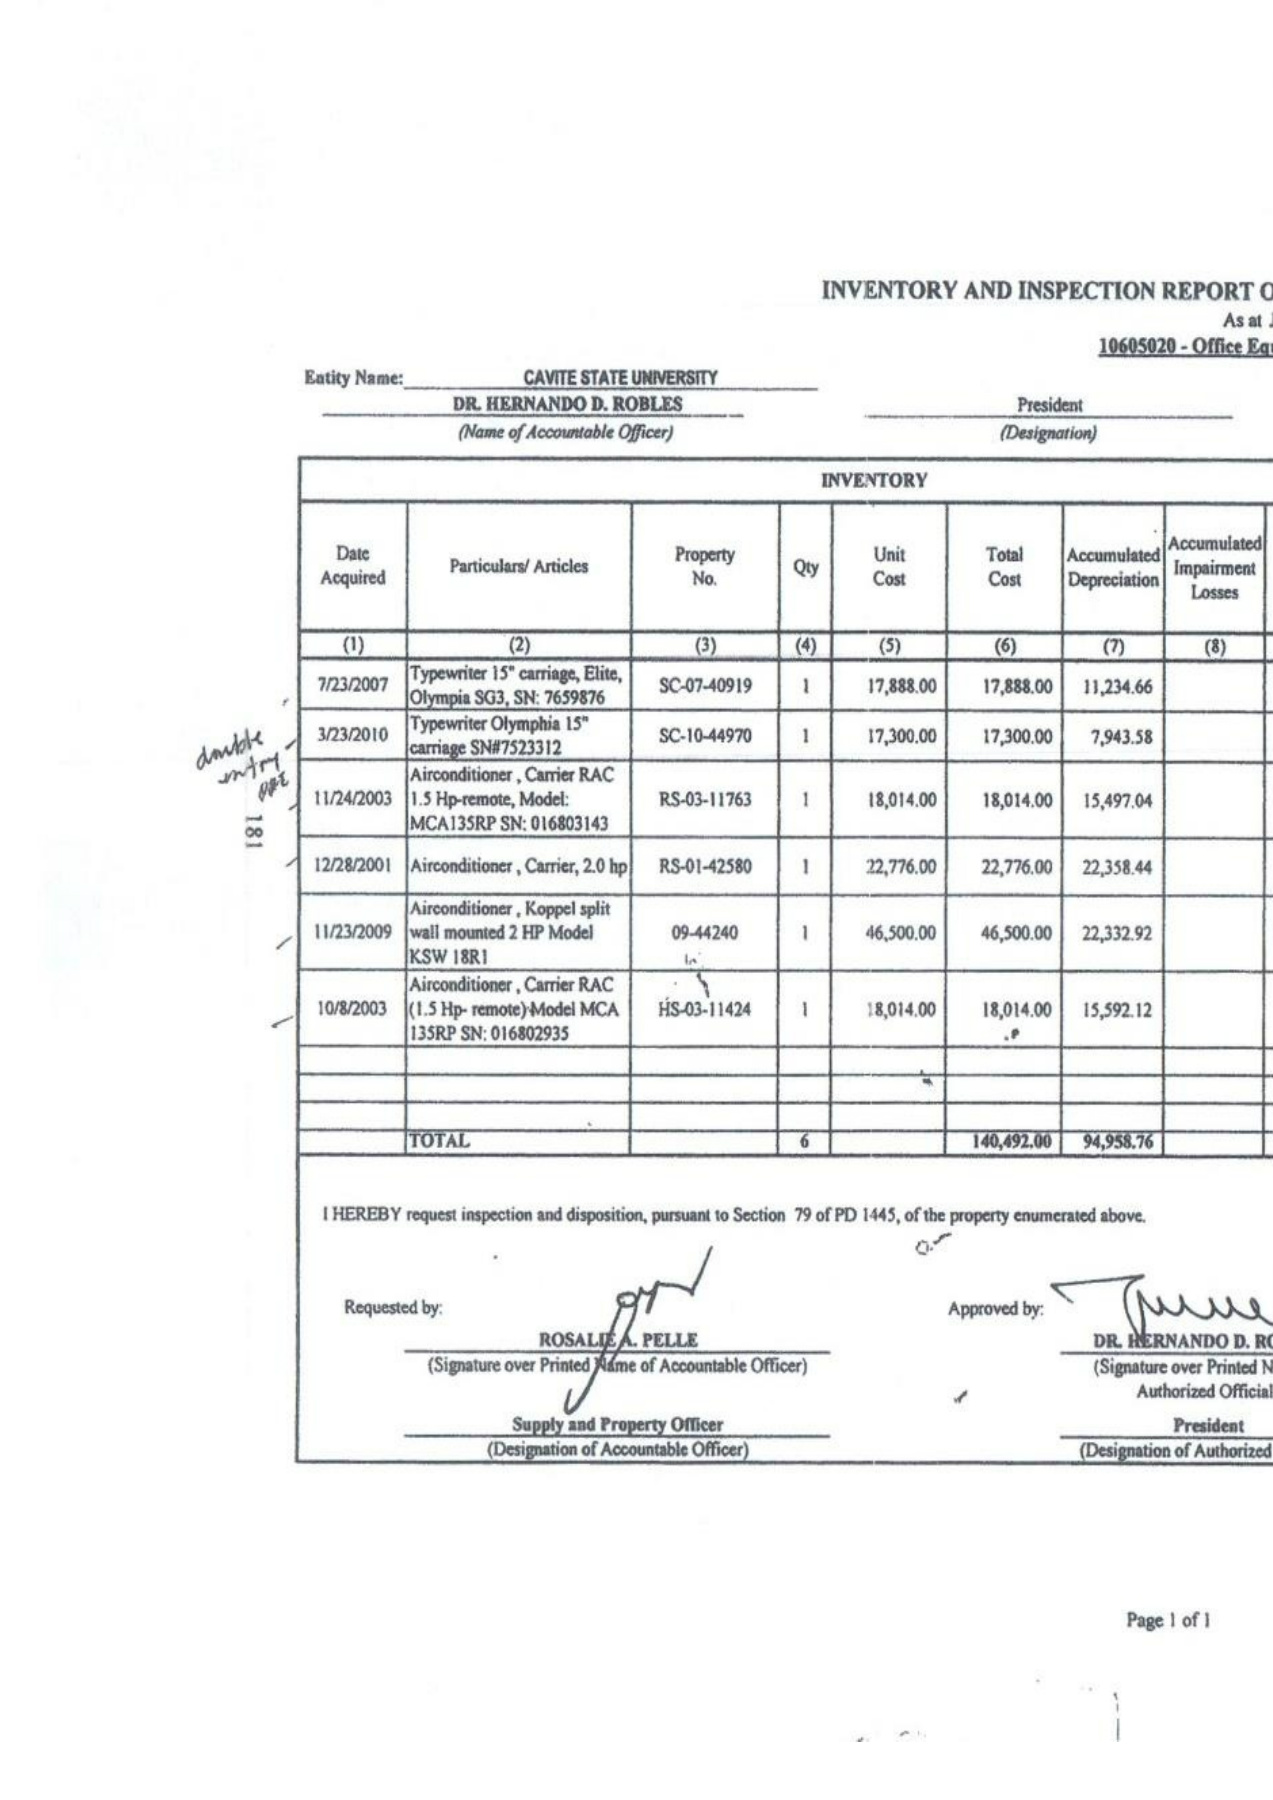 INVENTORY AND INSPECTION REPORT O
As at
10605020 - Office Equ
Entity Name: CAVITE STATE UNIVERSITY
DR. HERNANDO D. ROBLES President
(Name of Accountable Officer) (Designation)
INVENTORY
Date Acquired Particulars/ Articles Property No. Qty Unit Cost Total Cost Accumulated Depreciation Accumulated Impairment Losses
(1) (2) (3) (4) (5) (6) (7) (8)
7/23/2007 Typewriter 15" carriage, Elite, Olympia SG3, SN: 7659876 SC-07-40919 1 17,888.00 17,888.00 11,234.66
3/23/2010 Typewriter Olymphia 15" carriage SN#7523312 SC-10-44970 1 17,300.00 17,300.00 7,943.58
double
entry
PPE
11/24/2003 Airconditioner , Carrier RAC 1.5 Hp-remote, Model: MCA135RP SN: 016803143 RS-03-11763 1 18,014.00 18,014.00 15,497.04
181
12/28/2001 Airconditioner , Carrier, 2.0 hp RS-01-42580 1 22,776.00 22,776.00 22,358.44
11/23/2009 Airconditioner , Koppel split wall mounted 2 HP Model KSW 18R1 09-44240 1 46,500.00 46,500.00 22,332.92
10/8/2003 Airconditioner , Carrier RAC (1.5 Hp- remote) Model MCA 135RP SN: 016802935 HS-03-11424 1 18,014.00 18,014.00 15,592.12
TOTAL 6 140,492.00 94,958.76
I HEREBY request inspection and disposition, pursuant to Section 79 of PD 1445, of the property enumerated above.
Requested by: Approved by:
ROSALIE A. PELLE DR. HERNANDO D. RO
(Signature over Printed Name of Accountable Officer) (Signature over Printed N
Authorized Official
Supply and Property Officer President
(Designation of Accountable Officer) (Designation of Authorized
Page 1 of 1